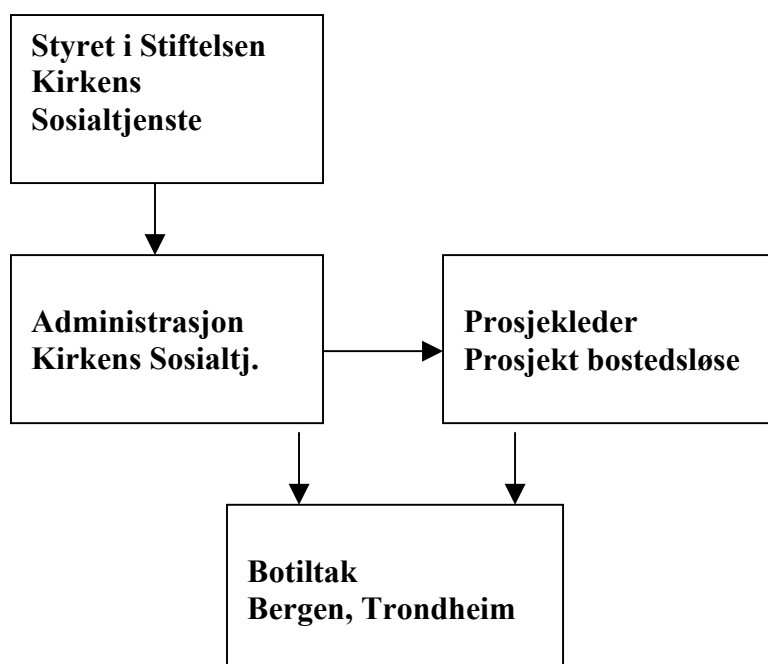 Styret i Stiftelsen
Kirkens
Sosialtjenste
Administrasjon
Kirkens Sosialtj.
Prosjekleder
Prosjekt bostedsløse
Botiltak
Bergen, Trondheim